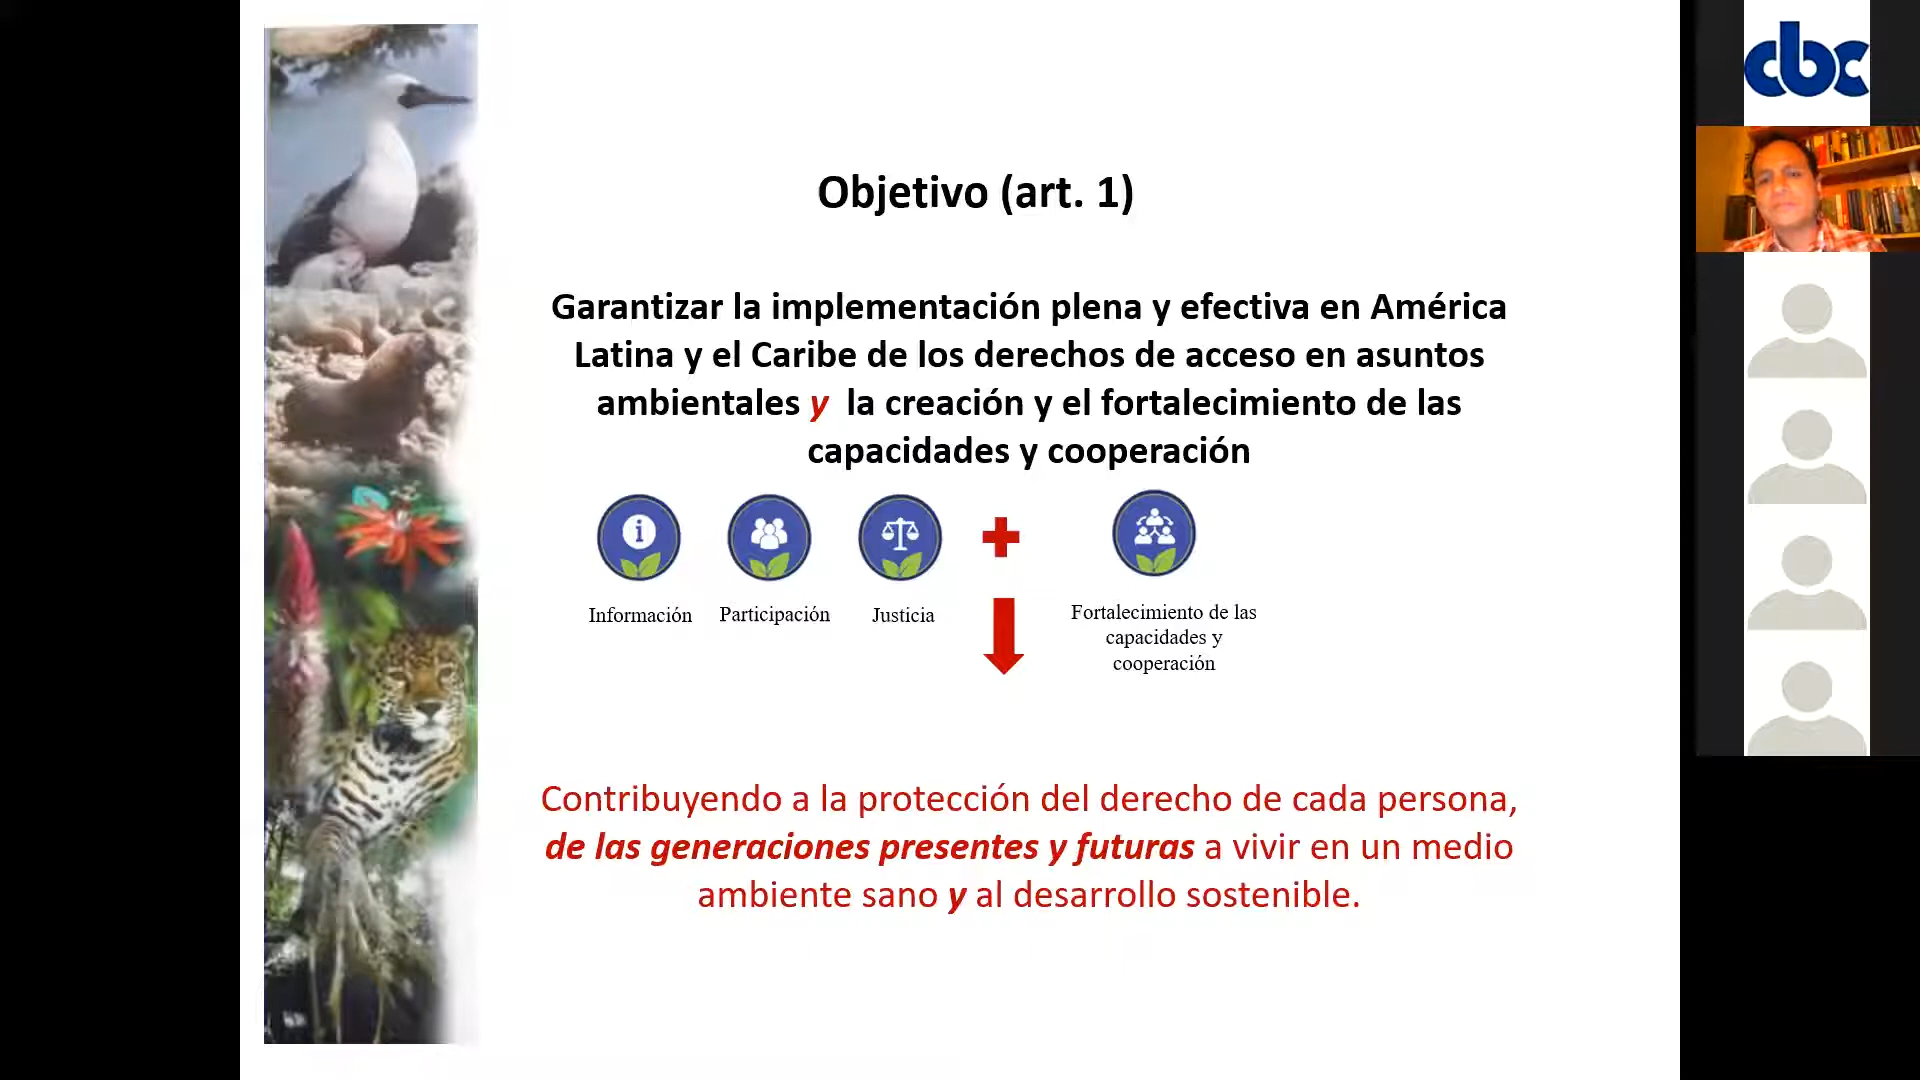 cbc
Objetivo (art. 1)
Garantizar la implementación plena y efectiva en América
Latina y el Caribe de los derechos de acceso en asuntos
ambientales y la creación y el fortalecimiento de las
capacidades y cooperación
Información
Participación
Justicia
Fortalecimiento de las
capacidades y
cooperación
Contribuyendo a la protección del derecho de cada persona,
de las generaciones presentes y futuras a vivir en un medio
ambiente sano y al desarrollo sostenible.